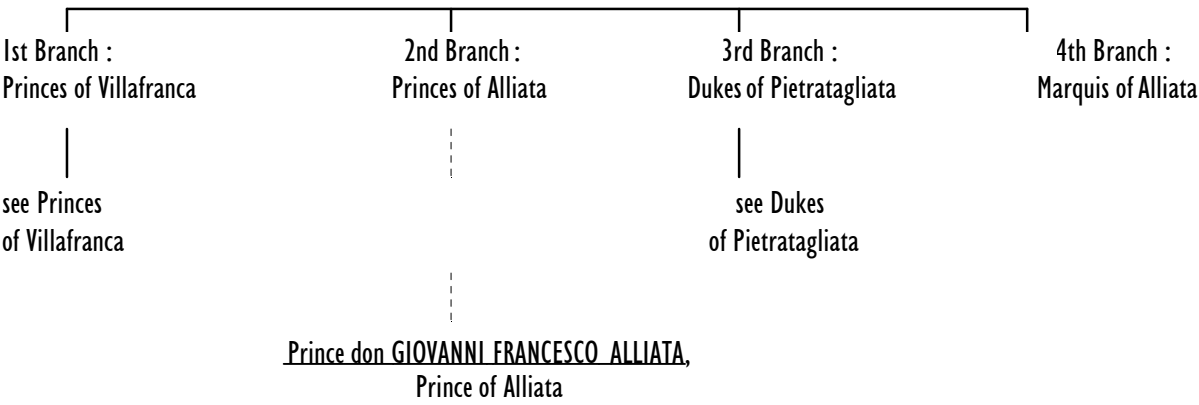 1st Branch :
Princes of Villafranca
2nd Branch :
Princes of Alliata
3rd Branch :
Dukes of Pietratagliata
4th Branch :
Marquis of Alliata
see Princes
of Villafranca
see Dukes
of Pietratagliata
Prince don GIOVANNI FRANCESCO ALLIATA,
Prince of Alliata